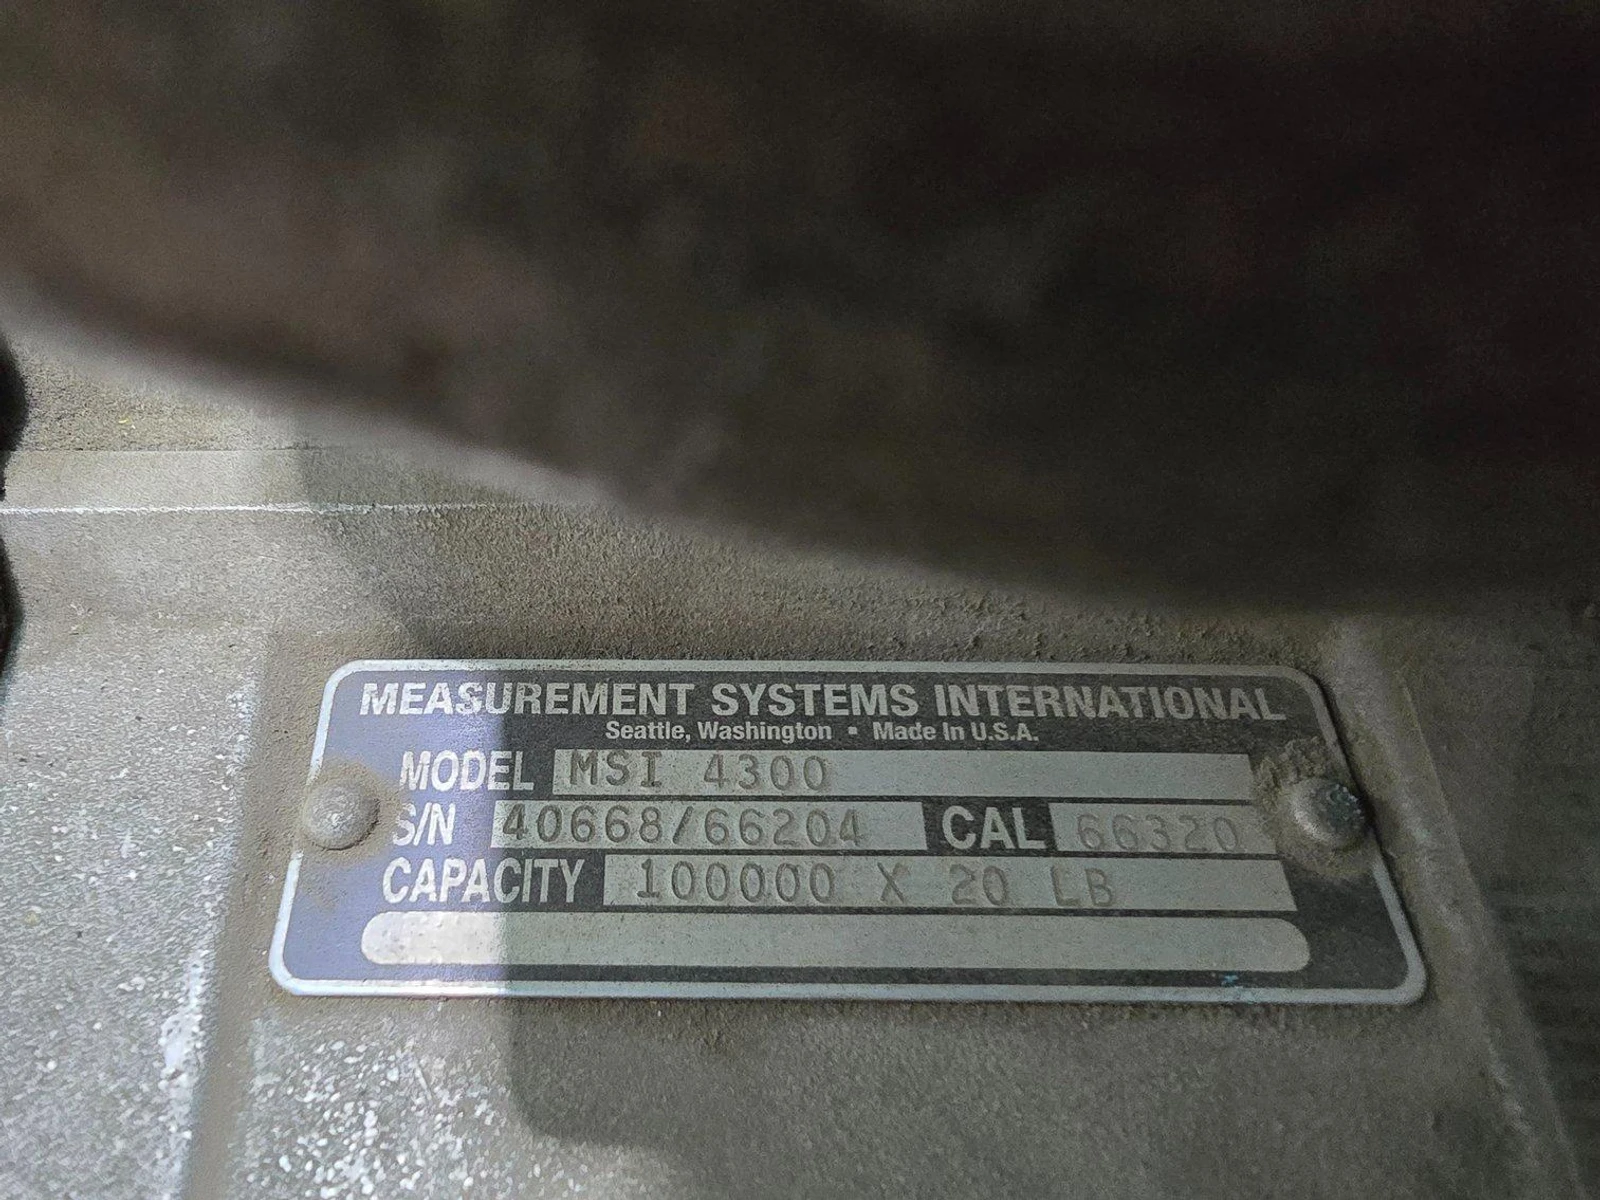 MEASUREMENT SYSTEMS INTERNATIONAL
Seattle, Washington • Made In U.S.A.
MODEL MSI 4300
S/N 40668/66204 CAL 66320
CAPACITY 100000 X 20 LB